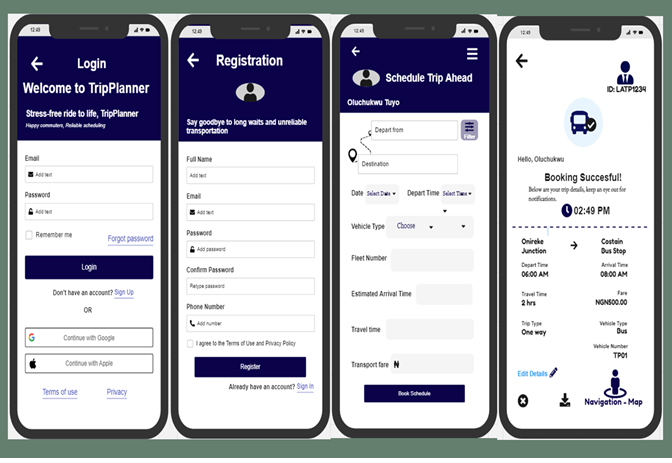 12:49
Login
Welcome to TripPlanner
Stress-free ride to life, TripPlanner
Happy commuters, Reliable scheduling
Email
Add text
Password
Add text
Remember me
Forgot password
Login
Don't have an account? Sign Up
OR
Continue with Google
Continue with Apple
Terms of use
Privacy
12:49
Registration
Say goodbye to long waits and unreliable
transportation
Full Name
Add text
Email
Add text
Password
Add password
Confirm Password
Retype password
Phone Number
Add number
I agree to the Terms of Use and Privacy Policy
Register
Already have an account? Sign in
12:49
Schedule Trip Ahead
Oluchukwu Tuyo
Depart from
Filter
Destination
Date
Select Date
Depart Time
Select Time
Vehicle Type
Choose
Fleet Number
Estimated Arrival Time
Travel time
Transport fare
₦
Book Schedule
12:49
ID: LATP1234
Hello, Oluchukwu
Booking Succesful!
Below are your trip details, keep an eye out for
notifications.
02:49 PM
Onireke
Junction
Costain
Bus Stop
Depart Time
06:00 AM
Arrival Time
08:00 AM
Travel Time
2 hrs
Fare
NGN500.00
Trip Type
One way
Vehicle Type
Bus
Vehicle Number
TP01
Edit Details
Navigation - Map